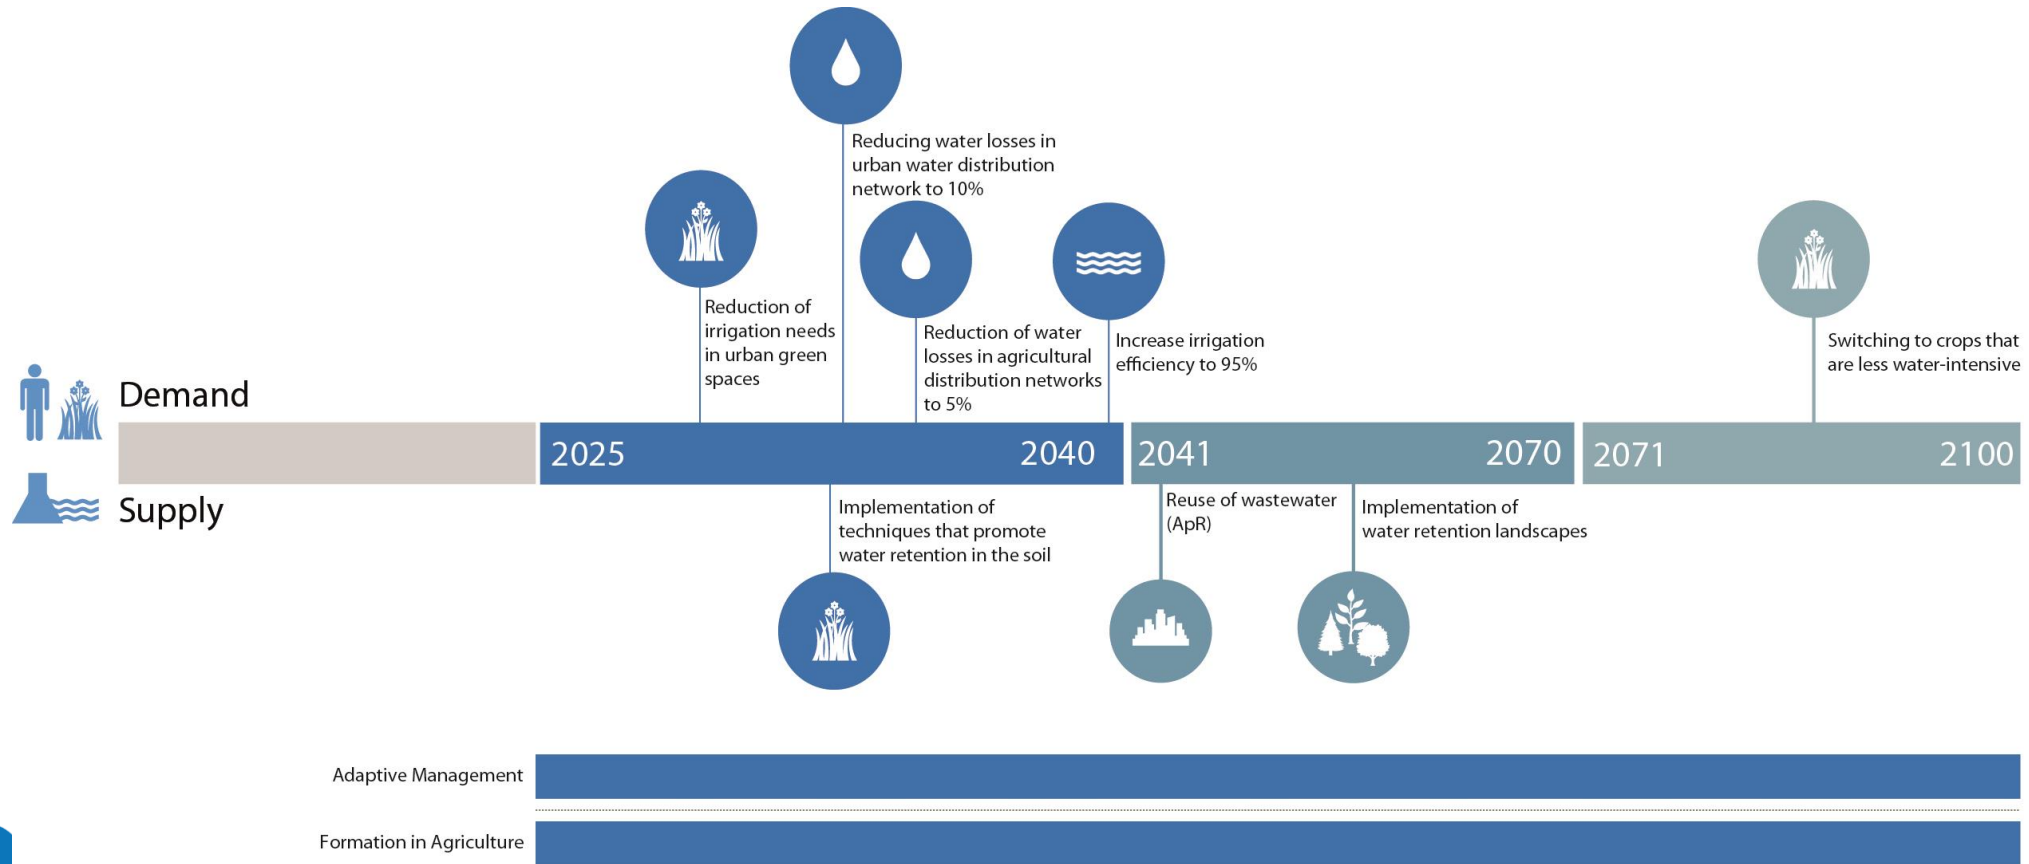 Reducing water losses in
urban water distribution
network to 10%
Reduction of
irrigation needs
in urban green
spaces
Reduction of water
losses in agricultural
distribution networks
to 5%
Increase irrigation
efficiency to 95%
Switching to crops that
are less water-intensive
Demand
2025
2040
2041
2070
2071
2100
Supply
Implementation of
techniques that promote
water retention in the soil
Reuse of wastewater
(ApR)
Implementation of
water retention landscapes
Adaptive Management
Formation in Agriculture